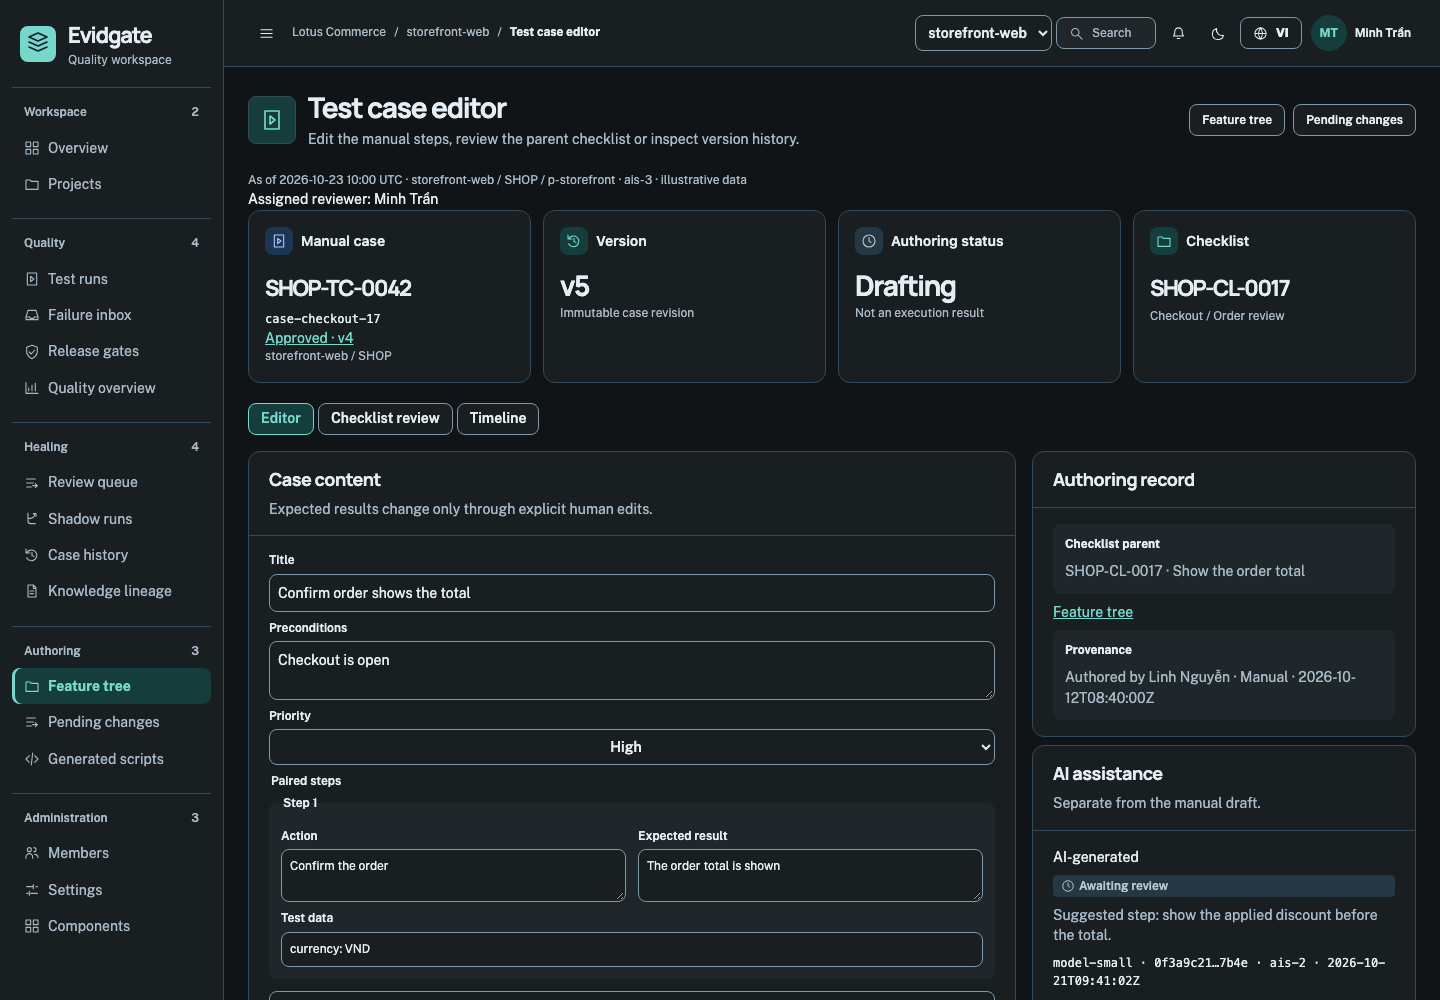 Evidgate
Quality workspace
Workspace 2
Overview
Projects
Quality 4
Test runs
Failure inbox
Release gates
Quality overview
Healing 4
Review queue
Shadow runs
Case history
Knowledge lineage
Authoring 3
Feature tree
Pending changes
Generated scripts
Administration 3
Members
Settings
Components
Lotus Commerce / storefront-web / Test case editor
storefront-web
Search
VI
MT
Minh Trần
Test case editor
Edit the manual steps, review the parent checklist or inspect version history.
Feature tree
Pending changes
As of 2026-10-23 10:00 UTC · storefront-web / SHOP / p-storefront · ais-3 · illustrative data
Assigned reviewer: Minh Trần
Manual case
SHOP-TC-0042
case-checkout-17
Approved · v4
storefront-web / SHOP
Version
v5
Immutable case revision
Authoring status
Drafting
Not an execution result
Checklist
SHOP-CL-0017
Checkout / Order review
Editor
Checklist review
Timeline
Case content
Expected results change only through explicit human edits.
Title
Confirm order shows the total
Preconditions
Checkout is open
Priority
High
Paired steps
Step 1
Action
Confirm the order
Expected result
The order total is shown
Test data
currency: VND
Authoring record
Checklist parent
SHOP-CL-0017 · Show the order total
Feature tree
Provenance
Authored by Linh Nguyễn · Manual · 2026-10-
12T08:40:00Z
AI assistance
Separate from the manual draft.
AI-generated
Awaiting review
Suggested step: show the applied discount before
the total.
model-small · 0f3a9c21…7b4e · ais-2 · 2026-10-
21T09:41:02Z